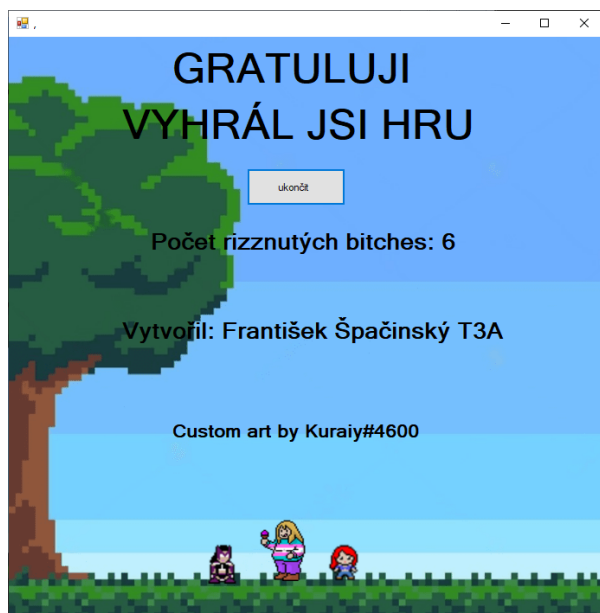 GRATULUJI
VYHRÁL JSI HRU
ukončit
Počet rizznutých bitches: 6
Vytvořil: František Špačinský T3A
Custom art by Kuraiy#4600